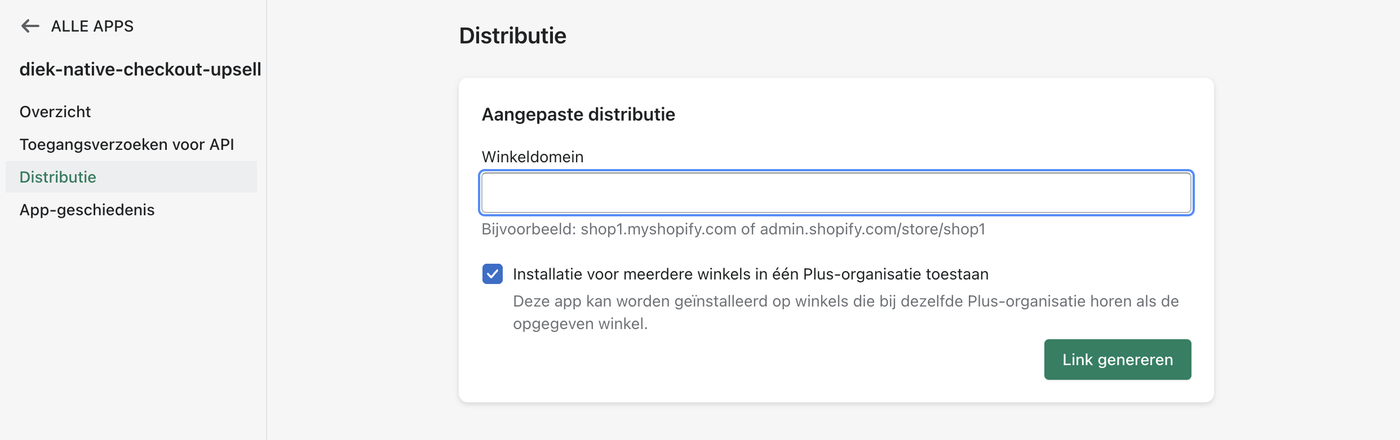 ALLE APPS
diek-native-checkout-upsell
Overzicht
Toegangsverzoeken voor API
Distributie
App-geschiedenis
Distributie
Aangepaste distributie
Winkeldomein
Bijvoorbeeld: shop1.myshopify.com of admin.shopify.com/store/shop1
Installatie voor meerdere winkels in één Plus-organisatie toestaan
Deze app kan worden geïnstalleerd op winkels die bij dezelfde Plus-organisatie horen als de
opgegeven winkel.
Link genereren